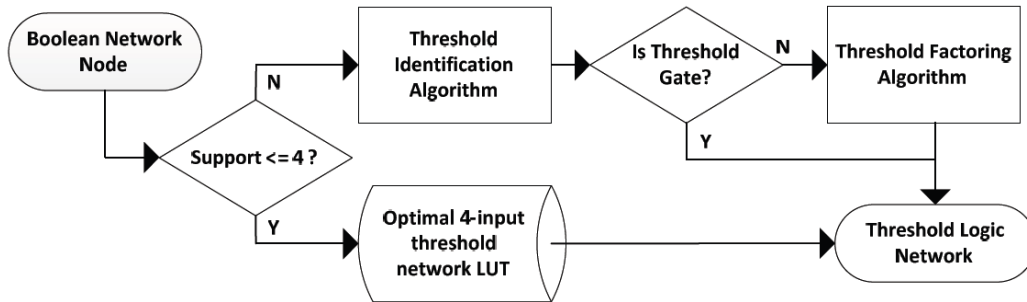 Boolean Network
Node
Support <= 4 ?
N
Threshold
Identification
Algorithm
Is Threshold
Gate?
N
Threshold Factoring
Algorithm
Y
Y
Optimal 4-input
threshold
network LUT
Threshold Logic
Network